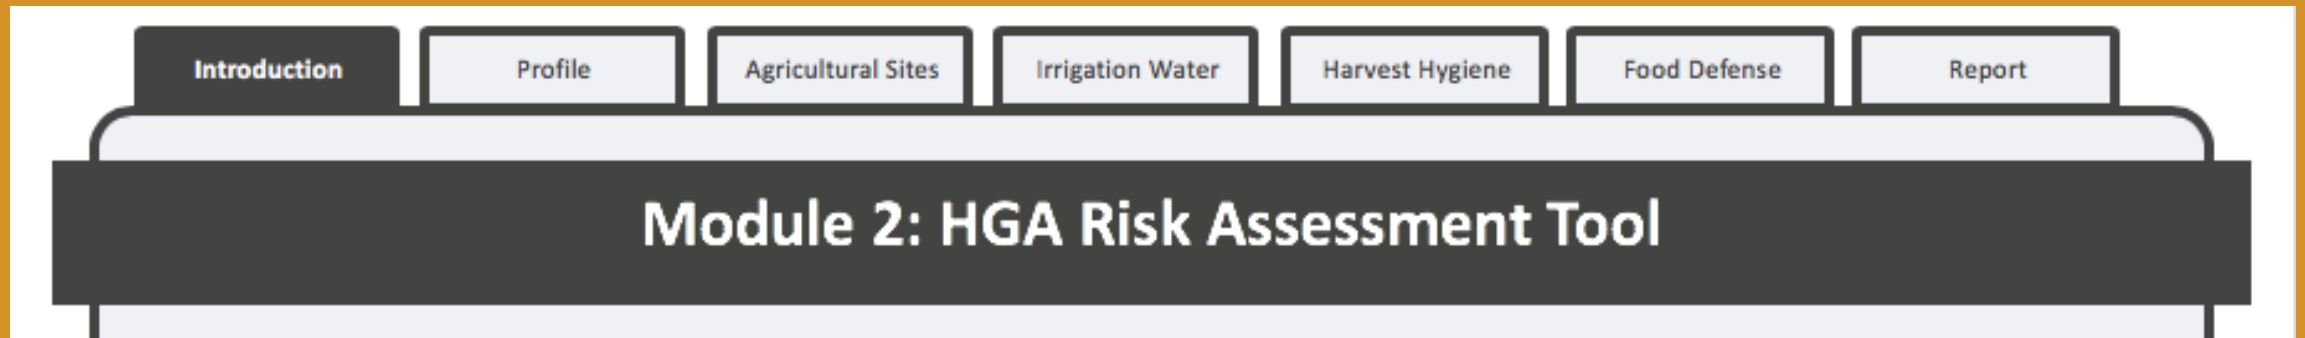 Introduction Profile Agricultural Sites Irrigation Water Harvest Hygiene Food Defense Report
Module 2: HGA Risk Assessment Tool